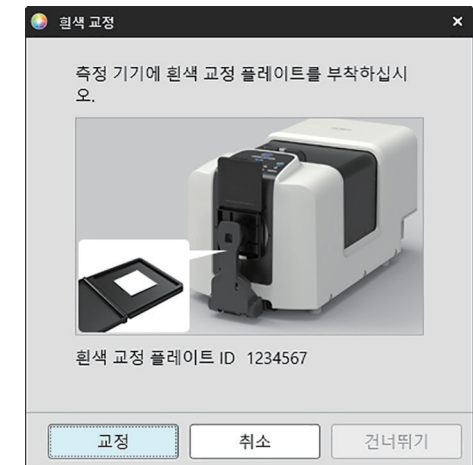 흰색 교정
측정 기기에 흰색 교정 플레이트를 부착하십시
오.
흰색 교정 플레이트 ID 1234567
교정
취소
건너뛰기